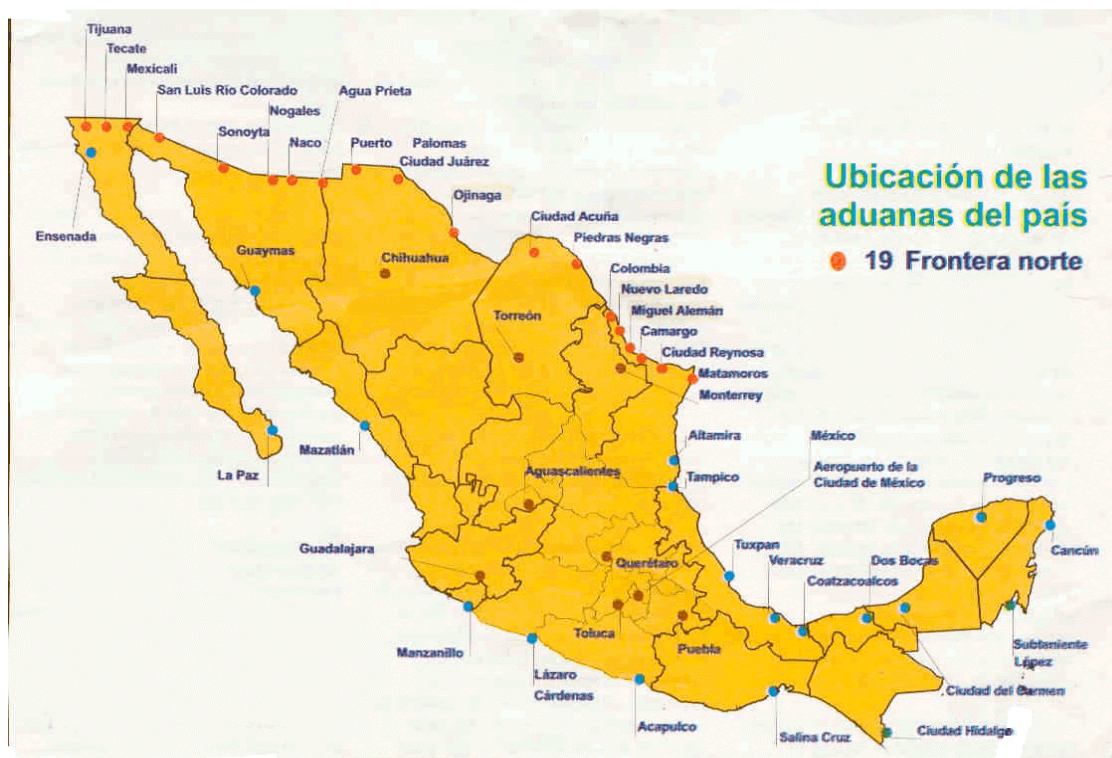 Tijuana
Tecate
Mexicali
San Luis Río Colorado
Agua Prieta
Nogales
Sonoyta
Naco
Puerto Palomas
Ciudad Juárez
Ojinaga
Ciudad Acuña
Piedras Negras
Ubicación de las
aduanas del país
19 Frontera norte
Ensenada
Guaymas
Chihuahua
Colombia
Nuevo Laredo
Miguel Alemán
Camargo
Ciudad Reynosa
Matamoros
Monterrey
Torreón
Altamira
México
Mazatlán
La Paz
Aguascalientes
Tampico
Aeropuerto de la
Ciudad de México
Progreso
Guadalajara
Querétaro
Tuxpan
Veracruz
Dos Bocas
Cancún
Coatzacoalcos
Toluca
Manzanillo
Puebla
Subteniente
López
Lázaro
Cárdenas
Ciudad del Carmen
Acapulco
Salina Cruz
Ciudad Hidalgo